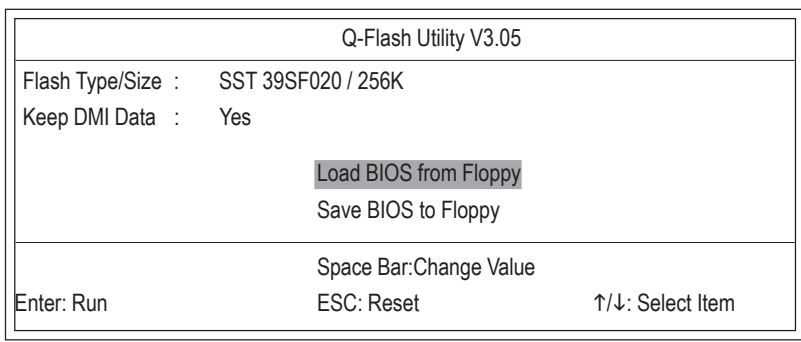 Q-Flash Utility V3.05
Flash Type/Size : SST 39SF020 / 256K
Keep DMI Data : Yes
Load BIOS from Floppy
Save BIOS to Floppy
Space Bar:Change Value
Enter: Run ESC: Reset ↑/↓: Select Item